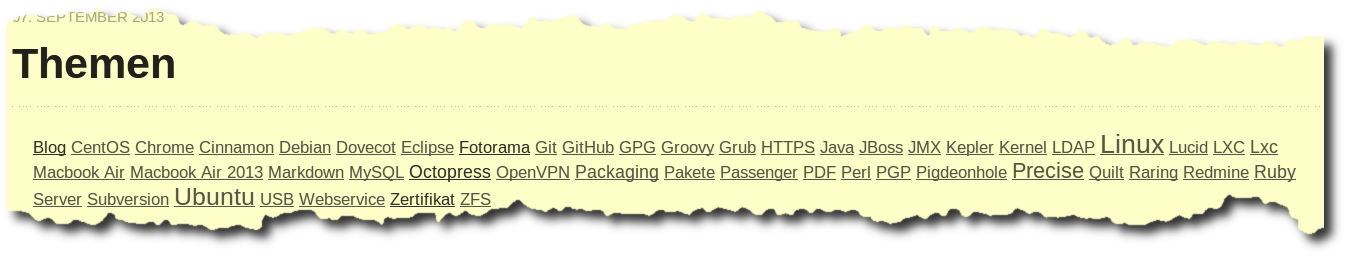 07. SEPTEMBER 2013
Themen
Blog CentOS Chrome Cinnamon Debian Dovecot Eclipse Fotorama Git GitHub GPG Groovy Grub HTTPS Java JBoss JMX Kepler Kernel LDAP Linux Lucid LXC Lxc
Macbook Air Macbook Air 2013 Markdown MySQL Octopress OpenVPN Packaging Pakete Passenger PDF Perl PGP Pigdeonhole Precise Quilt Raring Redmine Ruby
Server Subversion Ubuntu USB Webservice Zertifikat ZFS